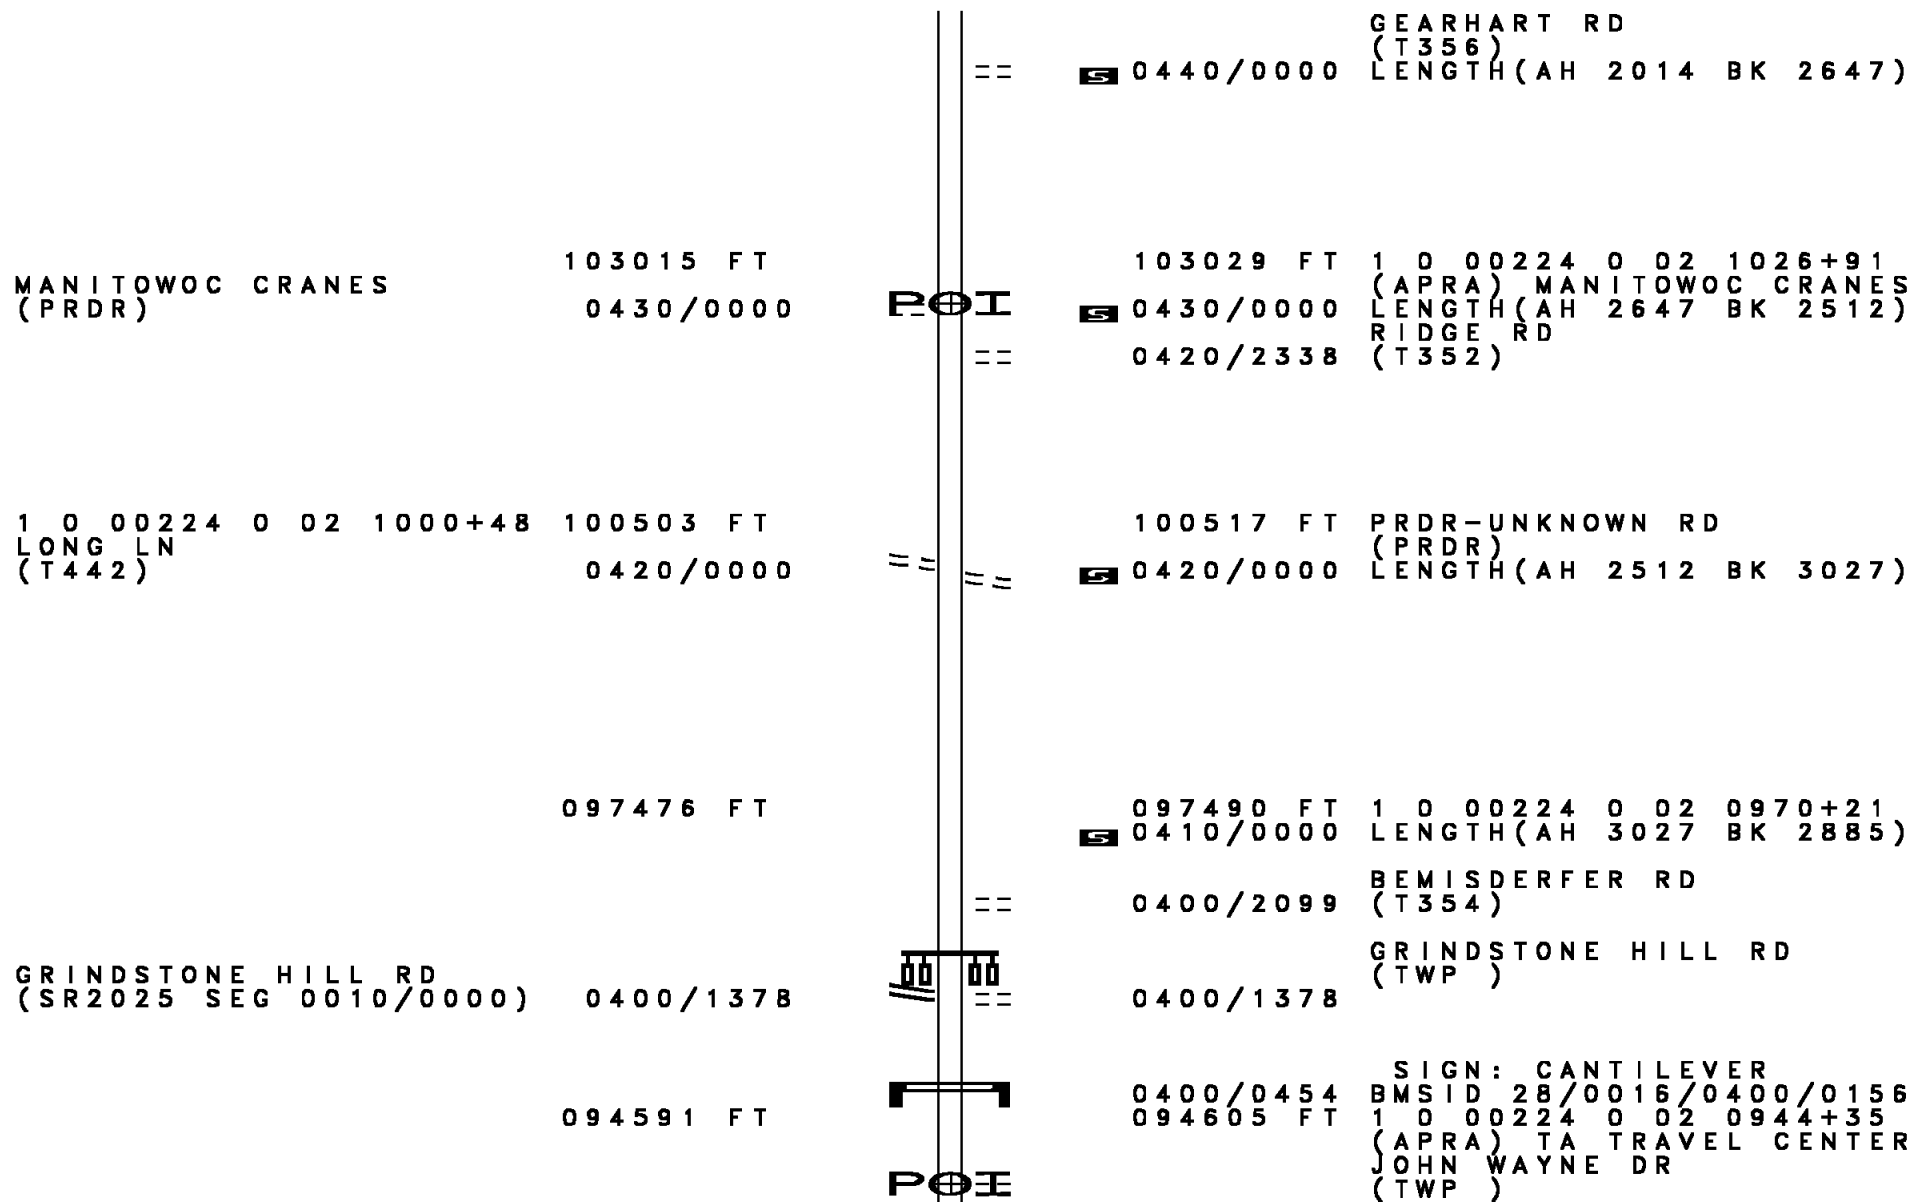 GEARHART RD
(T356)
S 0440/0000 LENGTH(AH 2014 BK 2647)
103015 FT 103029 FT 1 0 00224 0 02 1026+91
MANITOWOC CRANES (APRA) MANITOWOC CRANES
(PRDR) 0430/0000 POI S 0430/0000 LENGTH(AH 2647 BK 2512)
RIDGE RD
0420/2338 (T352)
1 0 00224 0 02 1000+48 100503 FT 100517 FT PRDR-UNKNOWN RD
LONG LN (PRDR)
(T442) 0420/0000 S 0420/0000 LENGTH(AH 2512 BK 3027)
097476 FT 097490 FT 1 0 00224 0 02 0970+21
S 0410/0000 LENGTH(AH 3027 BK 2885)
BEMISDERFER RD
0400/2099 (T354)
GRINDSTONE HILL RD
GRINDSTONE HILL RD (TWP )
(SR2025 SEG 0010/0000) 0400/1378 0400/1378
SIGN: CANTILEVER
0400/0454 BMSID 28/0016/0400/0156
094591 FT 094605 FT 1 0 00224 0 02 0944+35
(APRA) TA TRAVEL CENTER
JOHN WAYNE DR
POI (TWP )